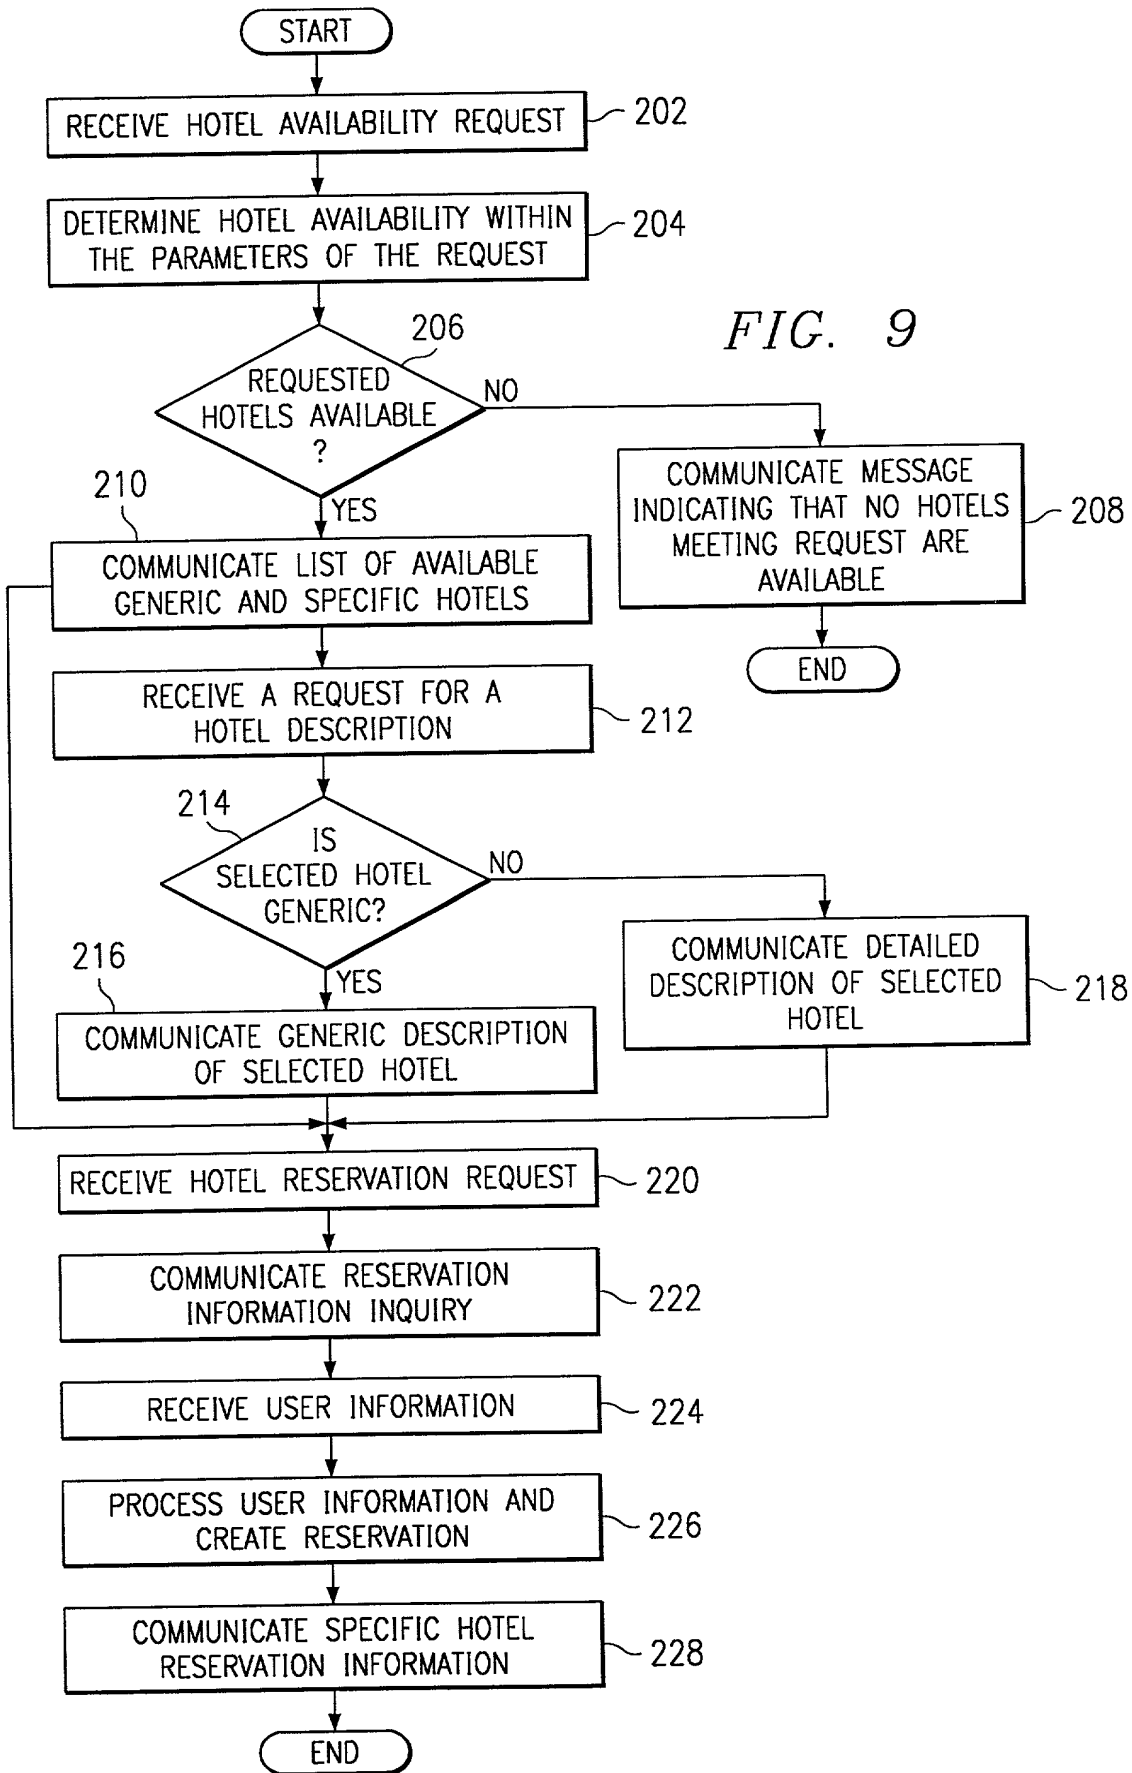 START
RECEIVE HOTEL AVAILABILITY REQUEST
202
DETERMINE HOTEL AVAILABILITY WITHIN
THE PARAMETERS OF THE REQUEST
204
FIG. 9
206
REQUESTED
HOTELS AVAILABLE
?
NO
YES
COMMUNICATE MESSAGE
INDICATING THAT NO HOTELS
MEETING REQUEST ARE
AVAILABLE
208
END
210
COMMUNICATE LIST OF AVAILABLE
GENERIC AND SPECIFIC HOTELS
RECEIVE A REQUEST FOR A
HOTEL DESCRIPTION
212
214
IS
SELECTED HOTEL
GENERIC?
NO
YES
216
COMMUNICATE GENERIC DESCRIPTION
OF SELECTED HOTEL
COMMUNICATE DETAILED
DESCRIPTION OF SELECTED
HOTEL
218
RECEIVE HOTEL RESERVATION REQUEST
220
COMMUNICATE RESERVATION
INFORMATION INQUIRY
222
RECEIVE USER INFORMATION
224
PROCESS USER INFORMATION AND
CREATE RESERVATION
226
COMMUNICATE SPECIFIC HOTEL
RESERVATION INFORMATION
228
END